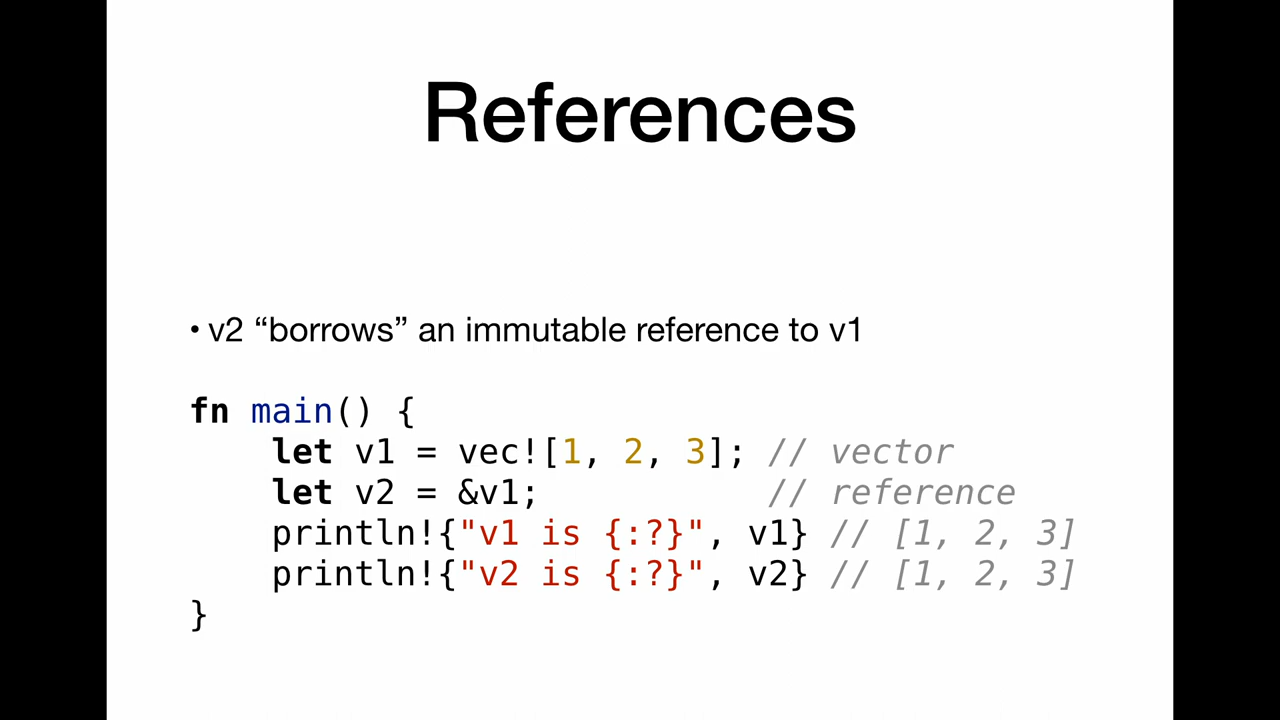 References
• v2 “borrows” an immutable reference to v1
fn main() {
    let v1 = vec![1, 2, 3]; // vector
    let v2 = &v1;           // reference
    println!{"v1 is {:?}", v1} // [1, 2, 3]
    println!{"v2 is {:?}", v2} // [1, 2, 3]
}